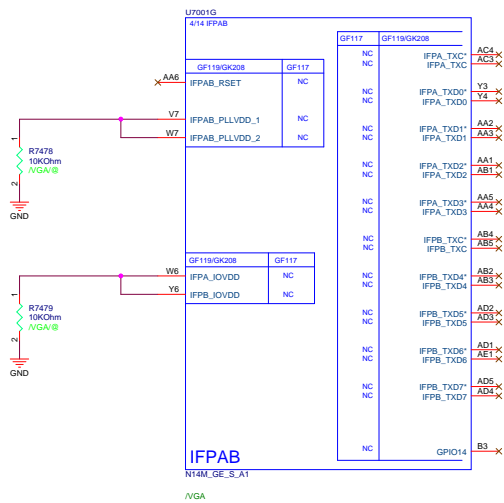 U7001G
4/14 IFPAB
GF119/GK208 GF117
AA6 IFPAB_RSET NC
V7 IFPAB_PLLVDD_1 NC
W7 IFPAB_PLLVDD_2 NC
1
R7478
10KOhm
/VGA/@
2
GND
GF119/GK208 GF117
W6 IFPA_IOVDD NC
Y6 IFPB_IOVDD NC
1
R7479
10KOhm
/VGA/@
2
GND
GF117 GF119/GK208
NC IFPA_TXC* AC4
NC IFPA_TXC AC3
NC IFPA_TXD0* Y3
NC IFPA_TXD0 Y4
NC IFPA_TXD1* AA2
NC IFPA_TXD1 AA3
NC IFPA_TXD2* AA1
NC IFPA_TXD2 AB1
NC IFPA_TXD3* AA5
NC IFPA_TXD3 AA4
NC IFPB_TXC* AB4
NC IFPB_TXC AB5
NC IFPB_TXD4* AB2
NC IFPB_TXD4 AB3
NC IFPB_TXD5* AD2
NC IFPB_TXD5 AD3
NC IFPB_TXD6* AD1
NC IFPB_TXD6 AE1
NC IFPB_TXD7* AD5
NC IFPB_TXD7 AD4
NC GPIO14 B3
IFPAB
N14M_GE_S_A1
/VGA